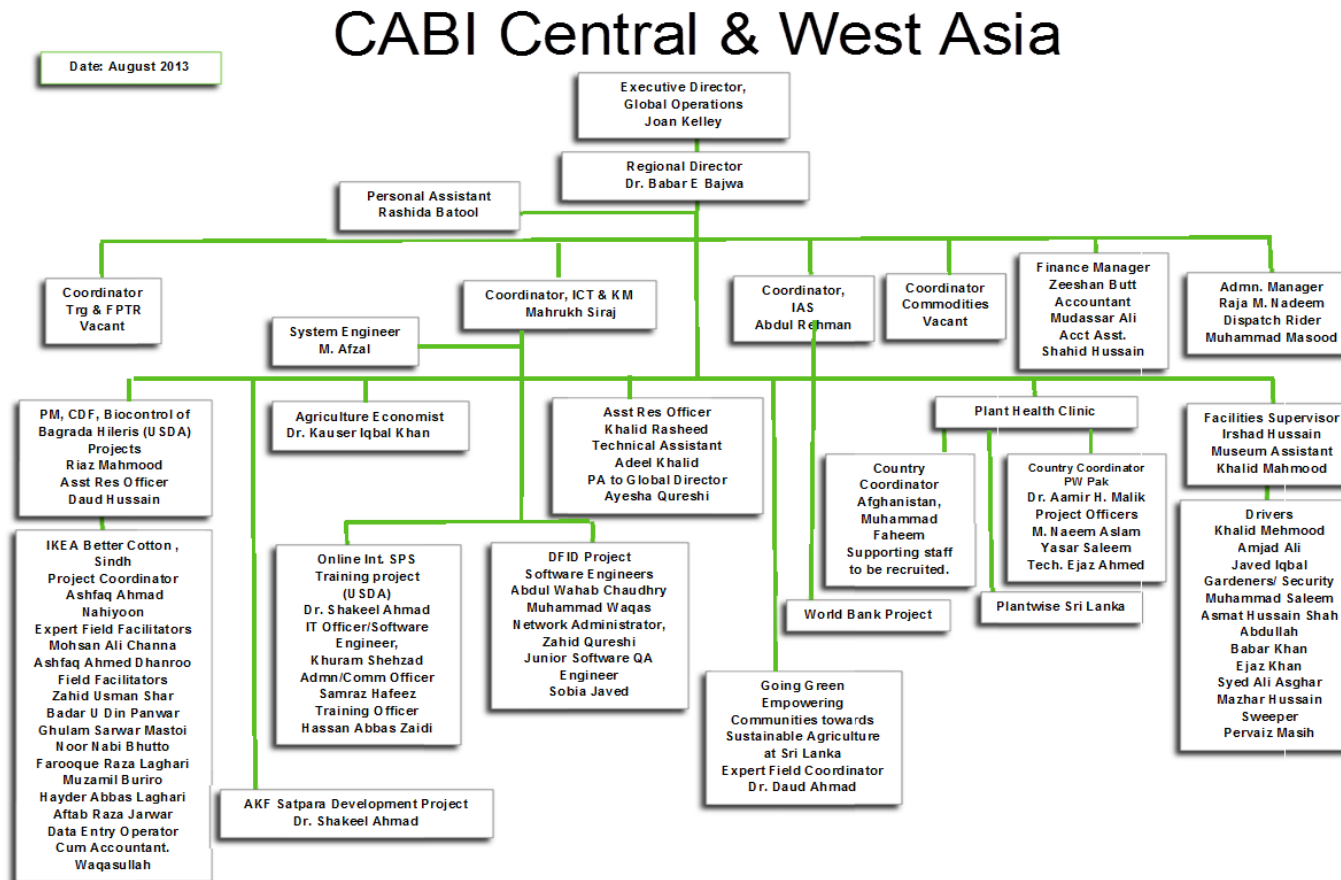 CABI Central & West Asia
Date: August 2013
Executive Director,
Global Operations
Joan Kelley
Regional Director
Dr. Babar E Bajwa
Personal Assistant
Rashida Batool
Coordinator
Trg & FPTR
Vacant
Coordinator, ICT & KM
Mahrukh Siraj
Coordinator,
IAS
Abdul Rehman
Coordinator
Commodities
Vacant
Finance Manager
Zeeshan Butt
Accountant
Mudassar Ali
Acct Asst.
Shahid Hussain
Admn. Manager
Raja M. Nadeem
Dispatch Rider
Muhammad Masood
System Engineer
M. Afzal
PM, CDF, Biocontrol of
Bagrada Hileris (USDA)
Projects
Riaz Mahmood
Asst Res Officer
Daud Hussain
Agriculture Economist
Dr. Kauser Iqbal Khan
Asst Res Officer
Khalid Rasheed
Technical Assistant
Adeel Khalid
PA to Global Director
Ayesha Qureshi
Plant Health Clinic
Facilities Supervisor
Irshad Hussain
Museum Assistant
Khalid Mahmood
Country
Coordinator
Afghanistan,
Muhammad
Faheem
Supporting staff
to be recruited.
Country Coordinator
PW Pak
Dr. Aamir H. Malik
Project Officers
M. Naeem Aslam
Yasar Saleem
Tech. Ejaz Ahmed
IKEA Better Cotton ,
Sindh
Project Coordinator
Ashfaq Ahmad
Nahiyoon
Expert Field Facilitators
Mohsan Ali Channa
Ashfaq Ahmed Dhanroo
Field Facilitators
Zahid Usman Shar
Badar U Din Panwar
Ghulam Sarwar Mastoi
Noor Nabi Bhutto
Farooque Raza Laghari
Muzamil Buriro
Hayder Abbas Laghari
Aftab Raza Jarwar
Data Entry Operator
Cum Accountant.
Waqasullah
Online Int. SPS
Training project
(USDA)
Dr. Shakeel Ahmad
IT Officer/Software
Engineer,
Khuram Shehzad
Admn/Comm Officer
Samraz Hafeez
Training Officer
Hassan Abbas Zaidi
DFID Project
Software Engineers
Abdul Wahab Chaudhry
Muhammad Waqas
Network Administrator,
Zahid Qureshi
Junior Software QA
Engineer
Sobia Javed
World Bank Project
Plantwise Sri Lanka
Drivers
Khalid Mehmood
Amjad Ali
Javed Iqbal
Gardeners/ Security
Muhammad Saleem
Asmat Hussain Shah
Abdullah
Babar Khan
Ejaz Khan
Syed Ali Asghar
Mazhar Hussain
Sweeper
Pervaiz Masih
Going Green
Empowering
Communities towards
Sustainable Agriculture
at Sri Lanka
Expert Field Coordinator
Dr. Daud Ahmad
AKF Satpara Development Project
Dr. Shakeel Ahmad